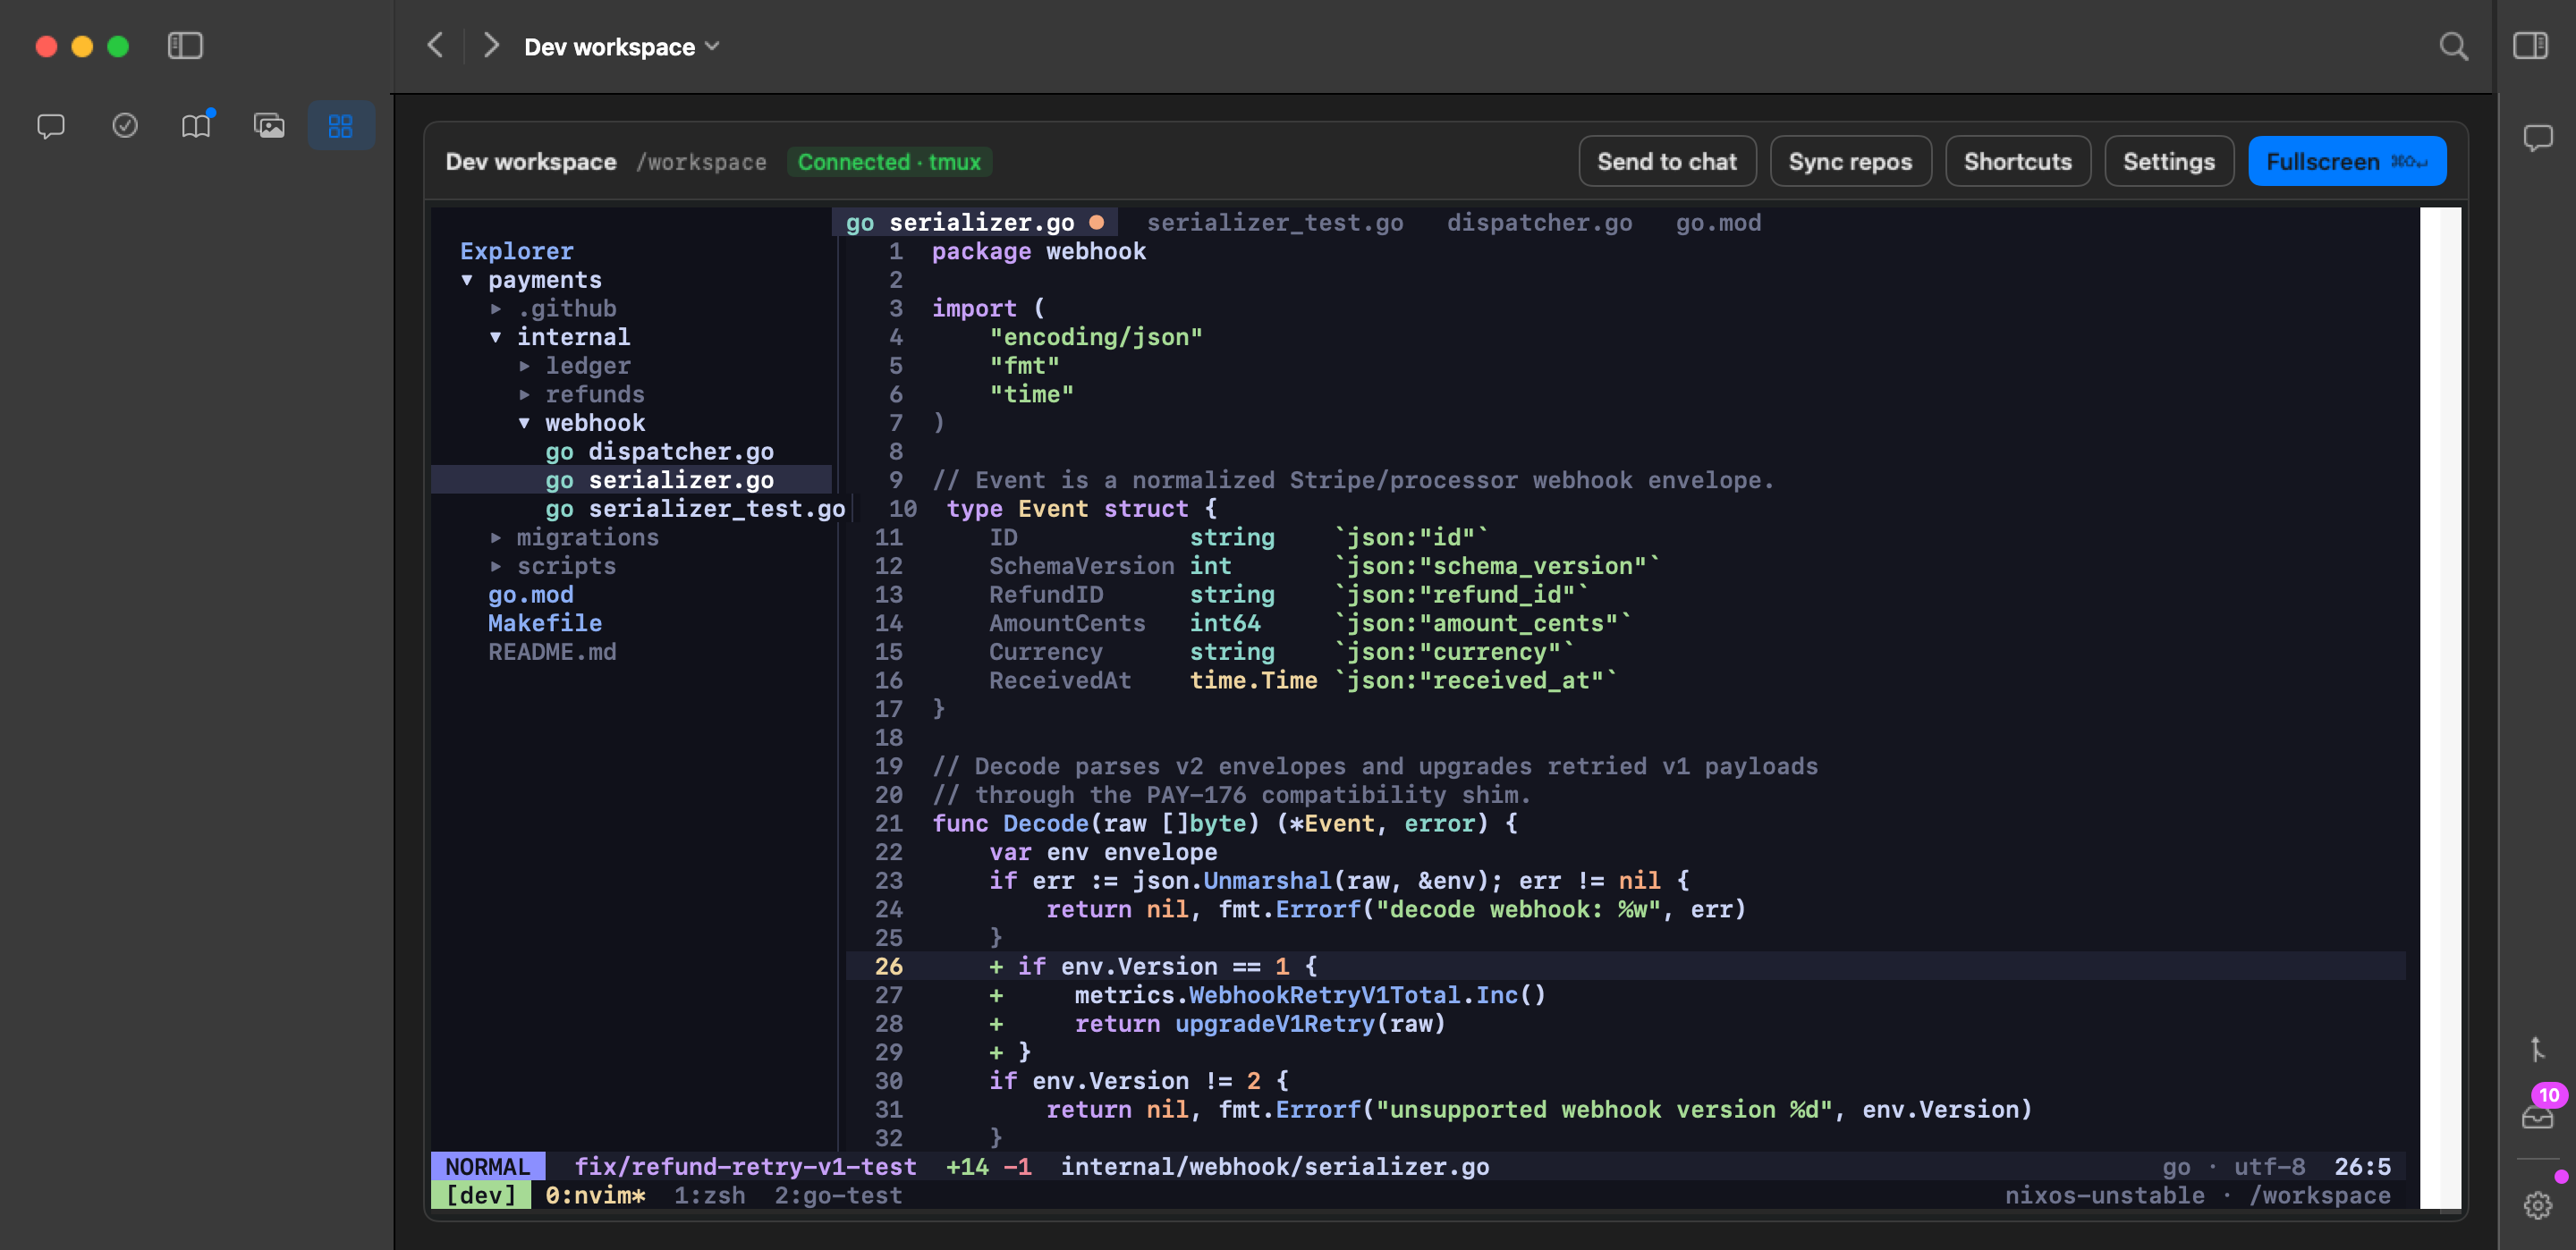 Dev workspace
Dev workspace /workspace Connected · tmux Send to chat Sync repos Shortcuts Settings Fullscreen
go serializer.go serializer_test.go dispatcher.go go.mod
Explorer
payments
.github
internal
ledger
refunds
webhook
go dispatcher.go
go serializer.go
go serializer_test.go
migrations
scripts
go.mod
Makefile
README.md
1 package webhook
2
3 import (
4 "encoding/json"
5 "fmt"
6 "time"
7 )
8
9 // Event is a normalized Stripe/processor webhook envelope.
10 type Event struct {
11 ID string `json:"id"`
12 SchemaVersion int `json:"schema_version"`
13 RefundID string `json:"refund_id"`
14 AmountCents int64 `json:"amount_cents"`
15 Currency string `json:"currency"`
16 ReceivedAt time.Time `json:"received_at"`
17 }
18
19 // Decode parses v2 envelopes and upgrades retried v1 payloads
20 // through the PAY-176 compatibility shim.
21 func Decode(raw []byte) (*Event, error) {
22 var env envelope
23 if err := json.Unmarshal(raw, &env); err != nil {
24 return nil, fmt.Errorf("decode webhook: %w", err)
25 }
26 + if env.Version == 1 {
27 + metrics.WebhookRetryV1Total.Inc()
28 + return upgradeV1Retry(raw)
29 + }
30 if env.Version != 2 {
31 return nil, fmt.Errorf("unsupported webhook version %d", env.Version)
32 }
NORMAL fix/refund-retry-v1-test +14 -1 internal/webhook/serializer.go go · utf-8 26:5
[dev] 0:nvim* 1:zsh 2:go-test nixos-unstable · /workspace
10